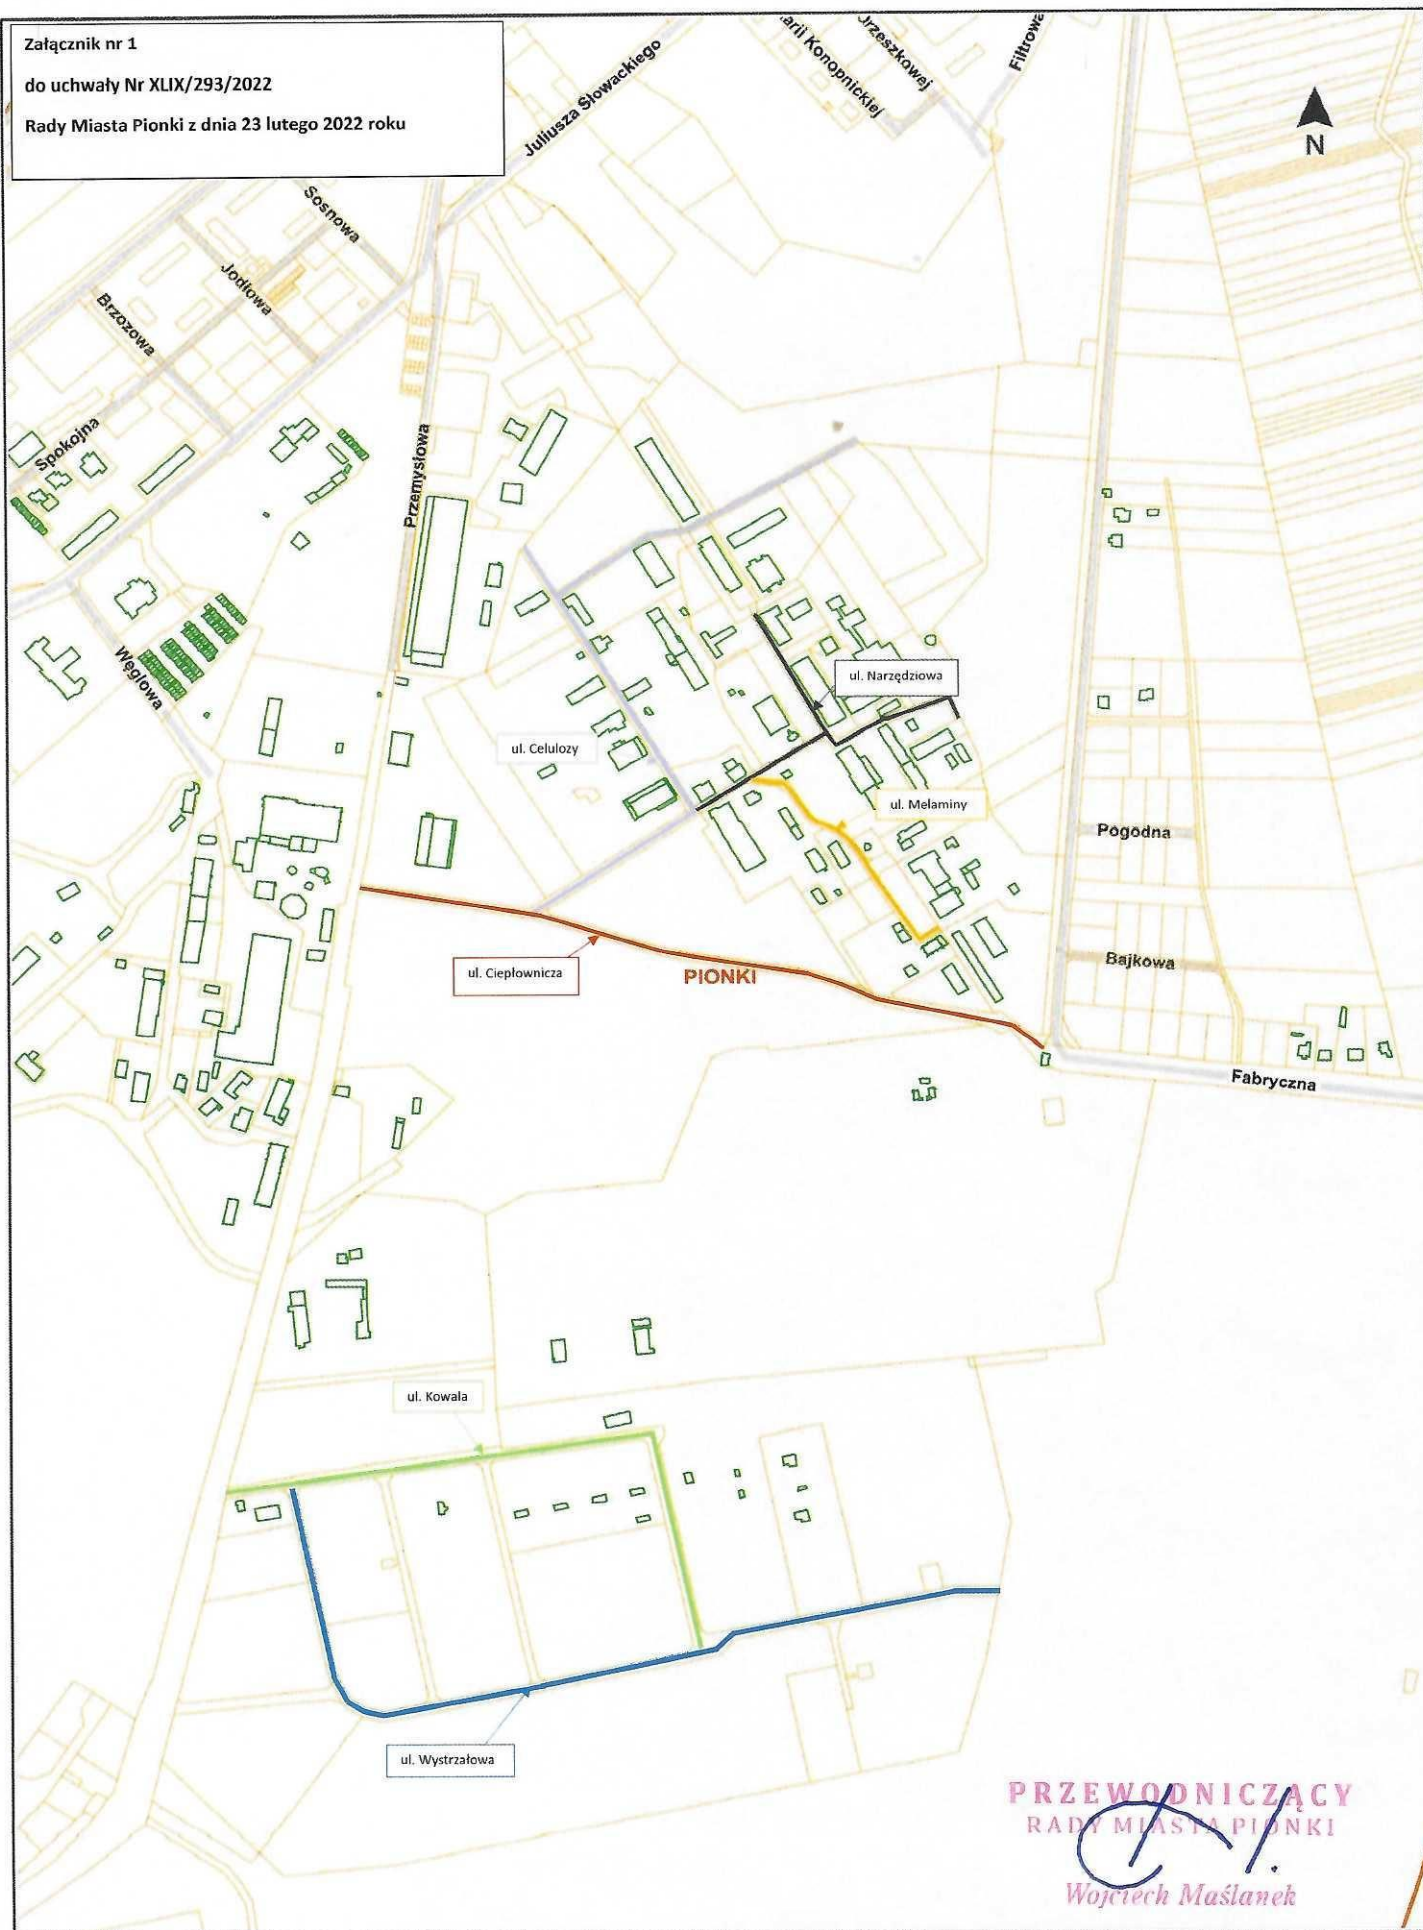 Załącznik nr 1
do uchwały Nr XLIX/293/2022
Rady Miasta Pionki z dnia 23 lutego 2022 roku
Juliusza Słowackiego
arii Konopnickiej
Orzeszkowej
Filtrowa
N
Sosnowa
Jodłowa
Brzozowa
Spokojna
Przemysłowa
Węglowa
ul. Narzędziowa
ul. Celulozy
ul. Melaminy
Pogodna
Bajkowa
ul. Ciepłownicza
PIONKI
Fabryczna
ul. Kowala
ul. Wystrzałowa
PRZEWODNICZĄCY
RADY MIASTA PIONKI
Wojciech Maślanek